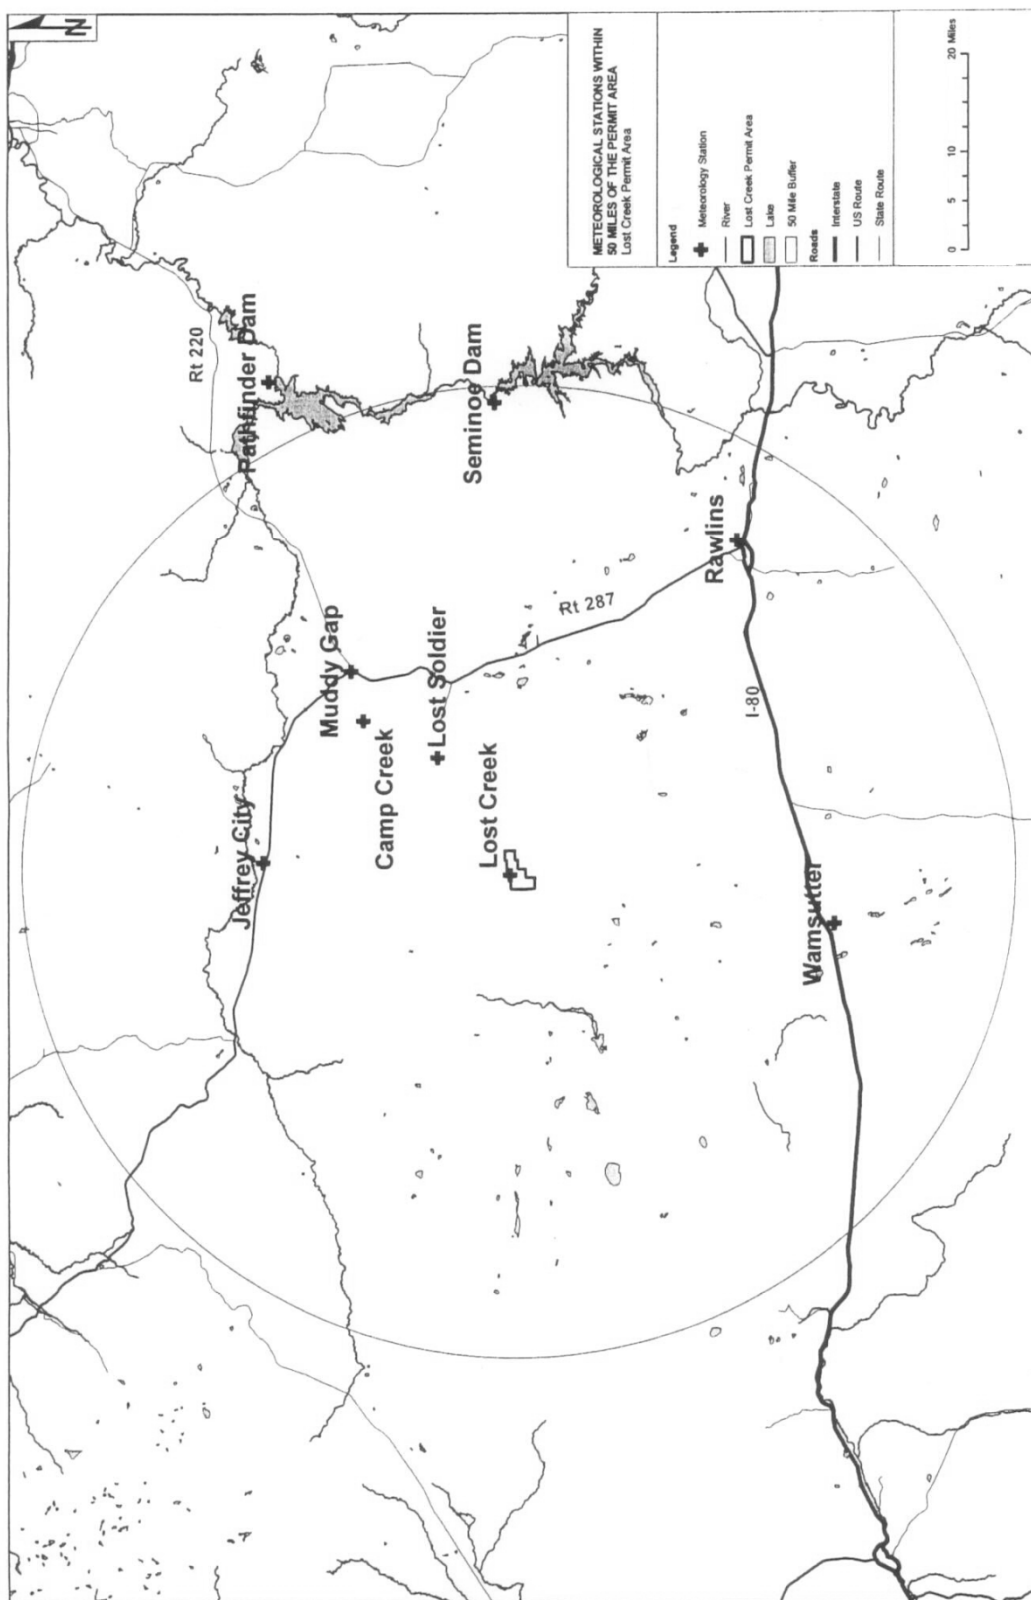 N
METEOROLOGICAL STATIONS WITHIN
50 MILES OF THE PERMIT AREA
Lost Creek Permit Area
Legend
Meteorology Station
River
Lost Creek Permit Area
Lake
50 Mile Buffer
Roads
Interstate
US Route
State Route
0 5 10 20 Miles
Rt 220
Pathfinder Dam
Seminoe Dam
Muddy Gap
Lost Soldier
Camp Creek
Jeffrey City
Lost Creek
Rt 287
Rawlins
I-80
Wamsutter